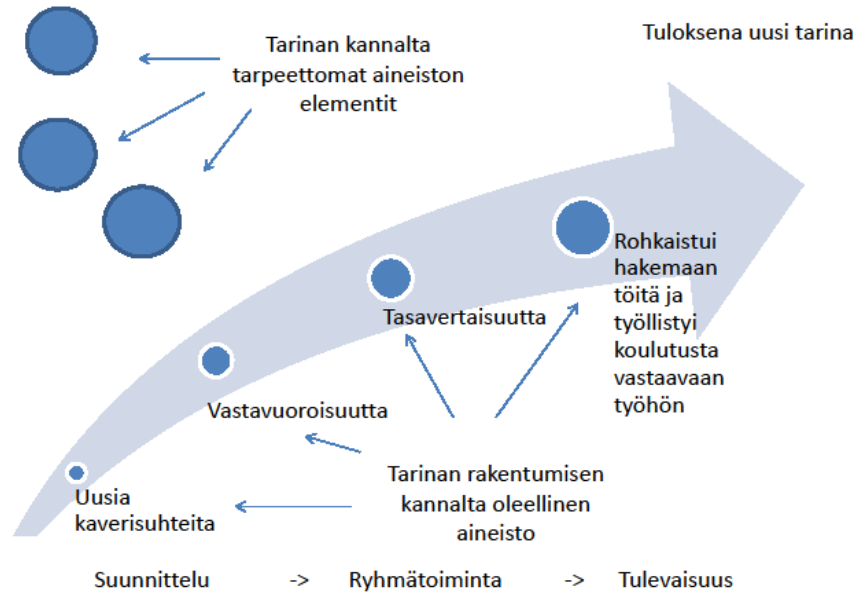 Tarinan kannalta
tarpeettomat aineiston
elementit
Tuloksena uusi tarina
Rohkaistui
hakemaan
töitä ja
työllistyi
koulutusta
vastaavaan
työhön
Tasavertaisuutta
Vastavuoroisuutta
Uusia
kaverisuhteita
Tarinan rakentumisen
kannalta oleellinen
aineisto
Suunnittelu -> Ryhmätoiminta -> Tulevaisuus